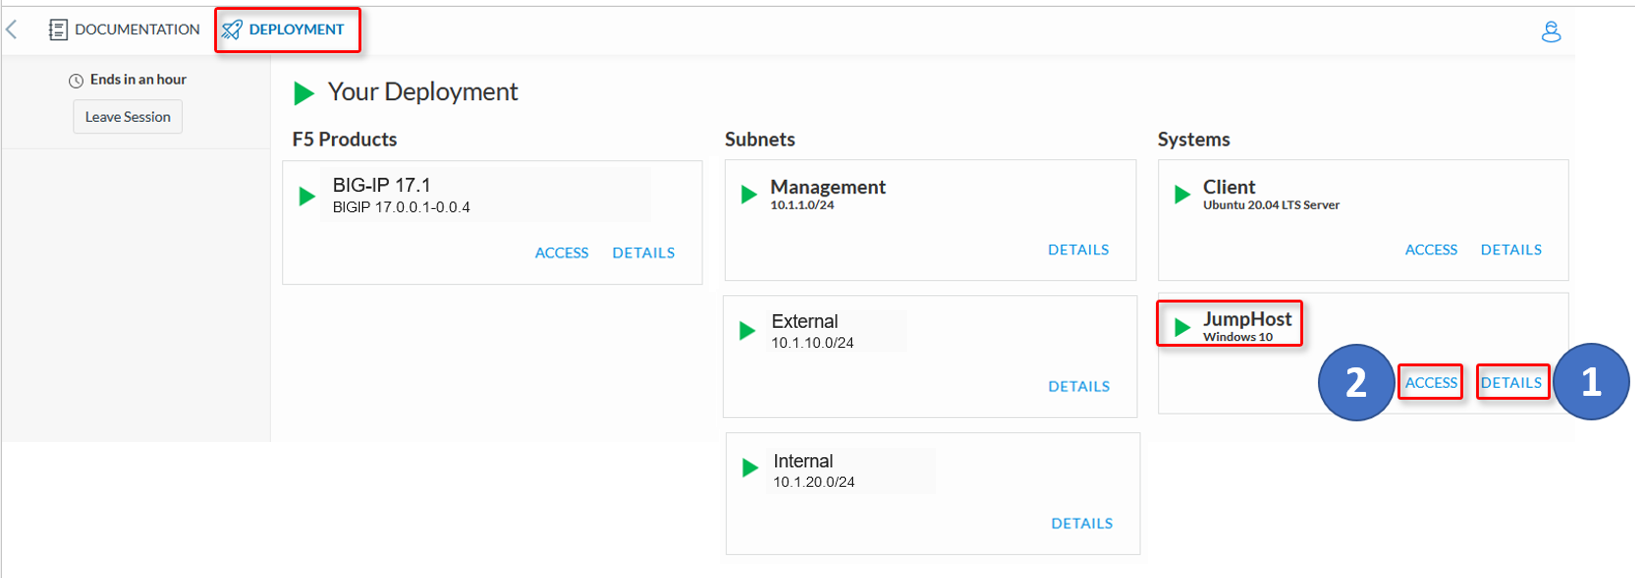 DOCUMENTATION
DEPLOYMENT
Ends in an hour
Leave Session
Your Deployment
F5 Products
BIG-IP 17.1
BIGIP 17.0.0.1-0.0.4
ACCESS
DETAILS
Subnets
Management
10.1.1.0/24
DETAILS
External
10.1.10.0/24
DETAILS
Internal
10.1.20.0/24
DETAILS
Systems
Client
Ubuntu 20.04 LTS Server
ACCESS
DETAILS
JumpHost
Windows 10
2
ACCESS
DETAILS
1